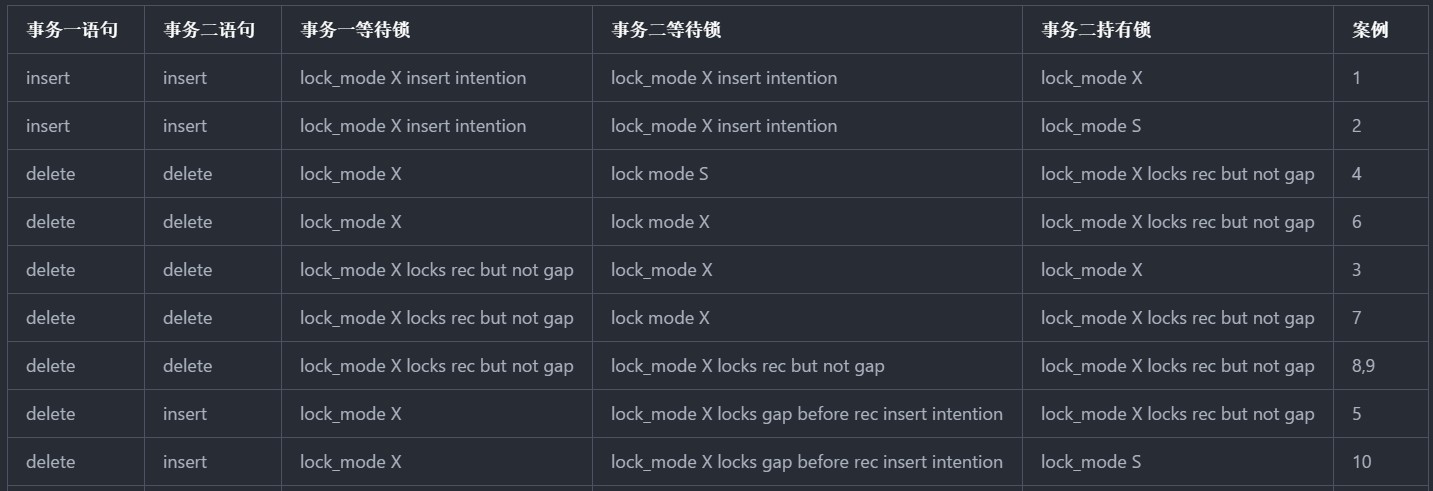 事务一语句 事务二语句 事务一等待锁 事务二等待锁 事务二持有锁 案例
insert insert lock_mode X insert intention lock_mode X insert intention lock_mode X 1
insert insert lock_mode X insert intention lock_mode X insert intention lock_mode S 2
delete delete lock_mode X lock mode S lock_mode X locks rec but not gap 4
delete delete lock_mode X lock mode X lock_mode X locks rec but not gap 6
delete delete lock_mode X locks rec but not gap lock_mode X lock_mode X 3
delete delete lock_mode X locks rec but not gap lock mode X lock_mode X locks rec but not gap 7
delete delete lock_mode X locks rec but not gap lock_mode X locks rec but not gap lock_mode X locks rec but not gap 8,9
delete insert lock_mode X lock_mode X locks gap before rec insert intention lock_mode X locks rec but not gap 5
delete insert lock_mode X lock_mode X locks gap before rec insert intention lock_mode S 10